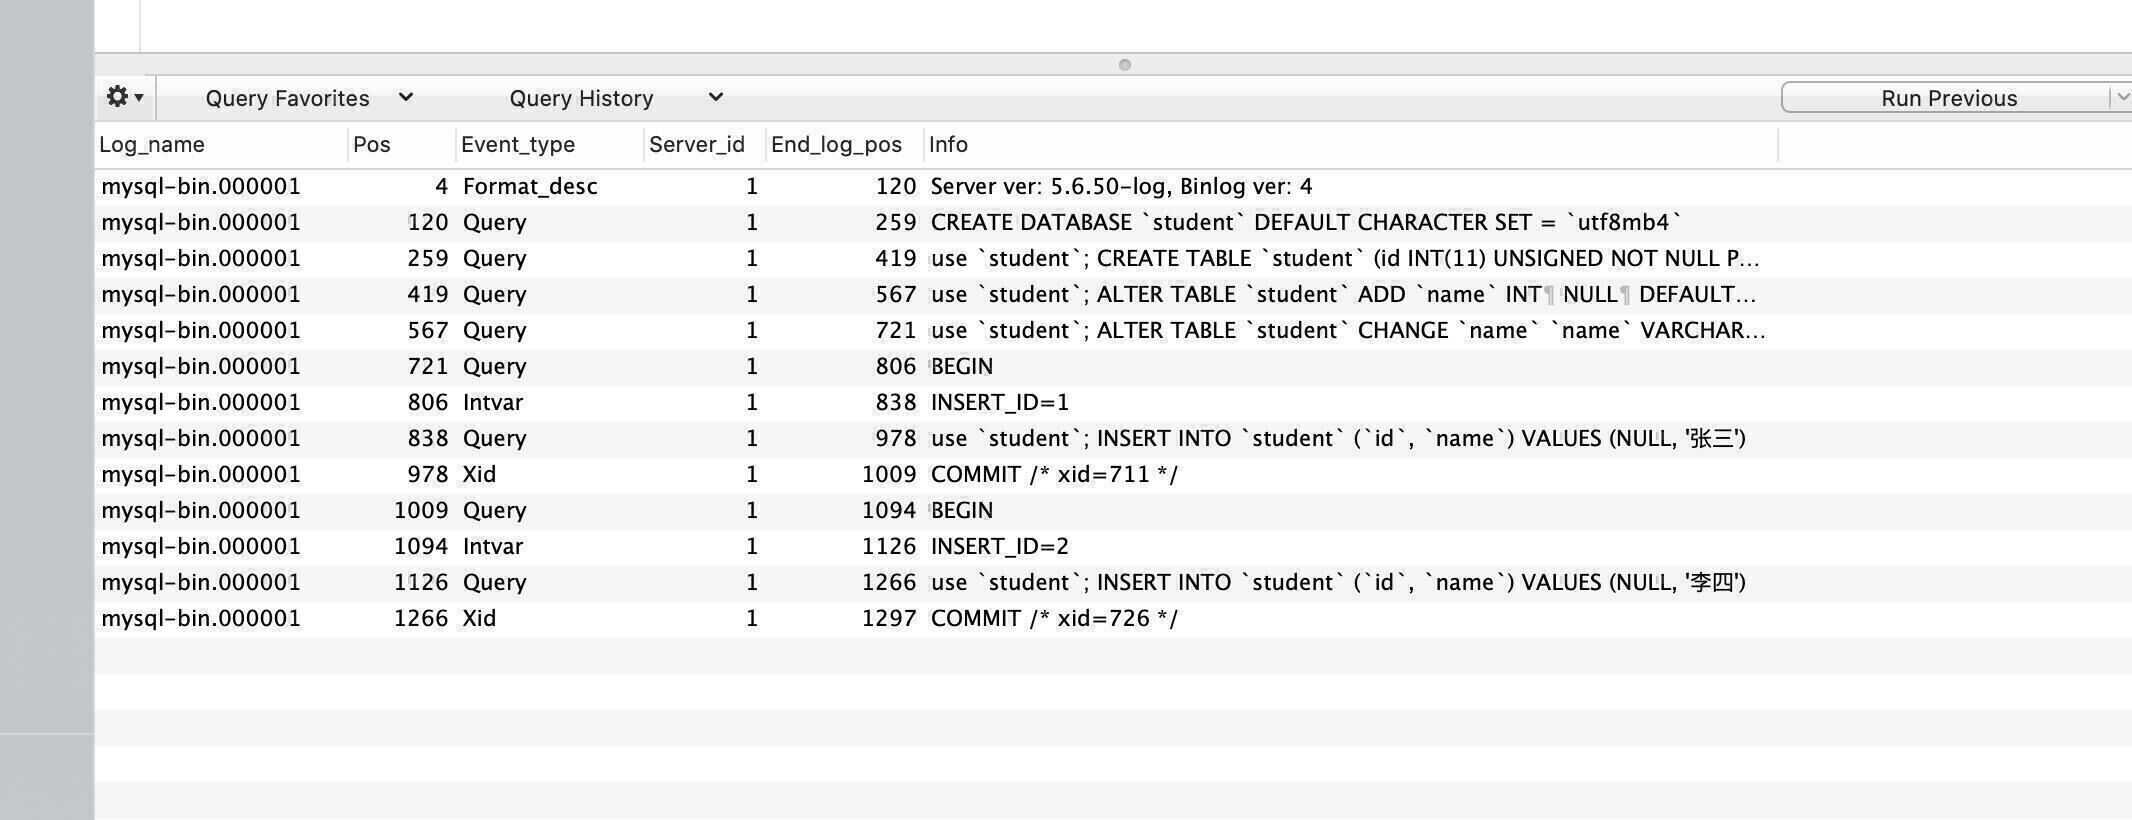 Query Favorites Query History Run Previous
Log_name Pos Event_type Server_id End_log_pos Info
mysql-bin.000001 4 Format_desc 1 120 Server ver: 5.6.50-log, Binlog ver: 4
mysql-bin.000001 120 Query 1 259 CREATE DATABASE `student` DEFAULT CHARACTER SET = `utf8mb4`
mysql-bin.000001 259 Query 1 419 use `student`; CREATE TABLE `student` (id INT(11) UNSIGNED NOT NULL P...
mysql-bin.000001 419 Query 1 567 use `student`; ALTER TABLE `student` ADD `name` INT¶ NULL¶ DEFAULT...
mysql-bin.000001 567 Query 1 721 use `student`; ALTER TABLE `student` CHANGE `name` `name` VARCHAR...
mysql-bin.000001 721 Query 1 806 BEGIN
mysql-bin.000001 806 Intvar 1 838 INSERT_ID=1
mysql-bin.000001 838 Query 1 978 use `student`; INSERT INTO `student` (`id`, `name`) VALUES (NULL, '张三')
mysql-bin.000001 978 Xid 1 1009 COMMIT /* xid=711 */
mysql-bin.000001 1009 Query 1 1094 BEGIN
mysql-bin.000001 1094 Intvar 1 1126 INSERT_ID=2
mysql-bin.000001 1126 Query 1 1266 use `student`; INSERT INTO `student` (`id`, `name`) VALUES (NULL, '李四')
mysql-bin.000001 1266 Xid 1 1297 COMMIT /* xid=726 */